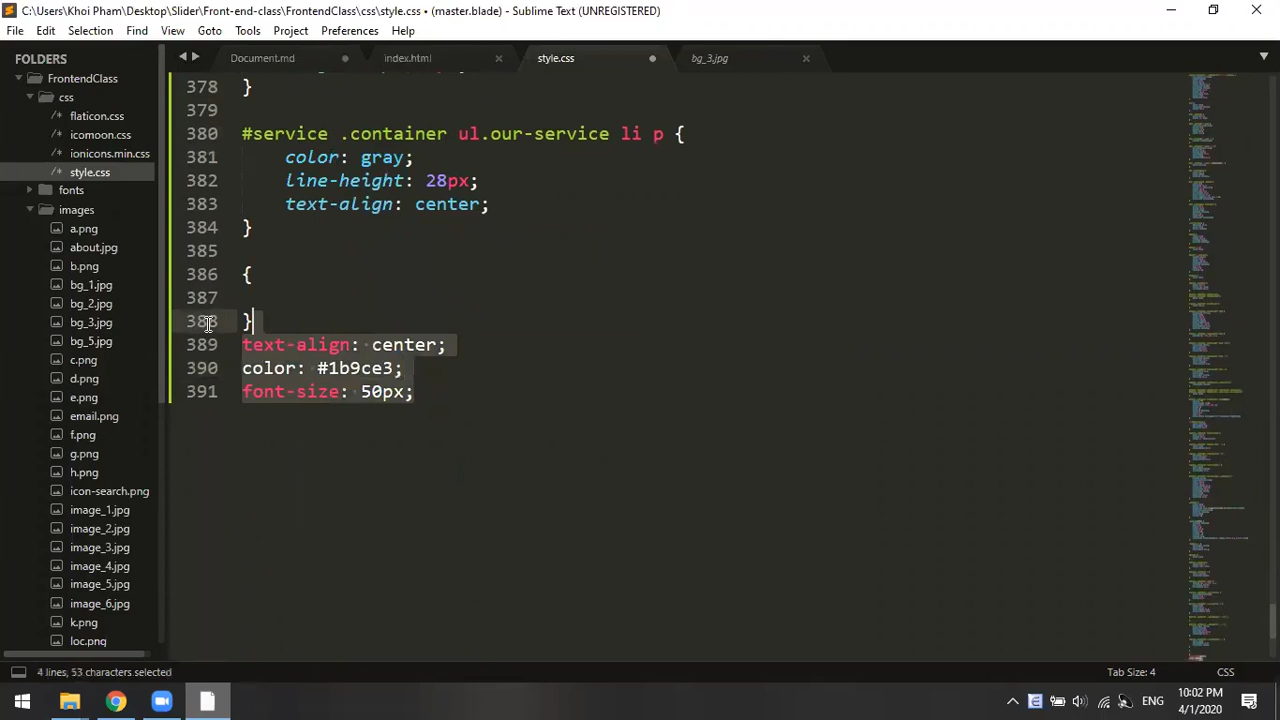 C:\Users\Khoi Pham\Desktop\Slider\Front-end-class\FrontendClass\css\style.css • (master.blade) - Sublime Text (UNREGISTERED)
File Edit Selection Find View Goto Tools Project Preferences Help
FOLDERS
FrontendClass
css
flaticon.css
icomoon.css
ionicons.min.css
style.css
fonts
images
a.png
about.jpg
b.png
bg_1.jpg
bg_2.jpg
bg_3.jpg
bg_5.jpg
c.png
d.png
e.png
email.png
f.png
g.png
h.png
icon-search.png
image_1.jpg
image_2.jpg
image_3.jpg
image_4.jpg
image_5.jpg
image_6.jpg
k.png
loc.png
Document.md index.html style.css bg_3.jpg
378 }
379
380 #service .container ul.our-service li p {
381 color: gray;
382 line-height: 28px;
383 text-align: center;
384 }
385
386 {
387
388 }
389 text-align: center;
390 color: #1b9ce3;
391 font-size: 50px;
4 lines, 53 characters selected Tab Size: 4 CSS
ENG 10:02 PM
4/1/2020